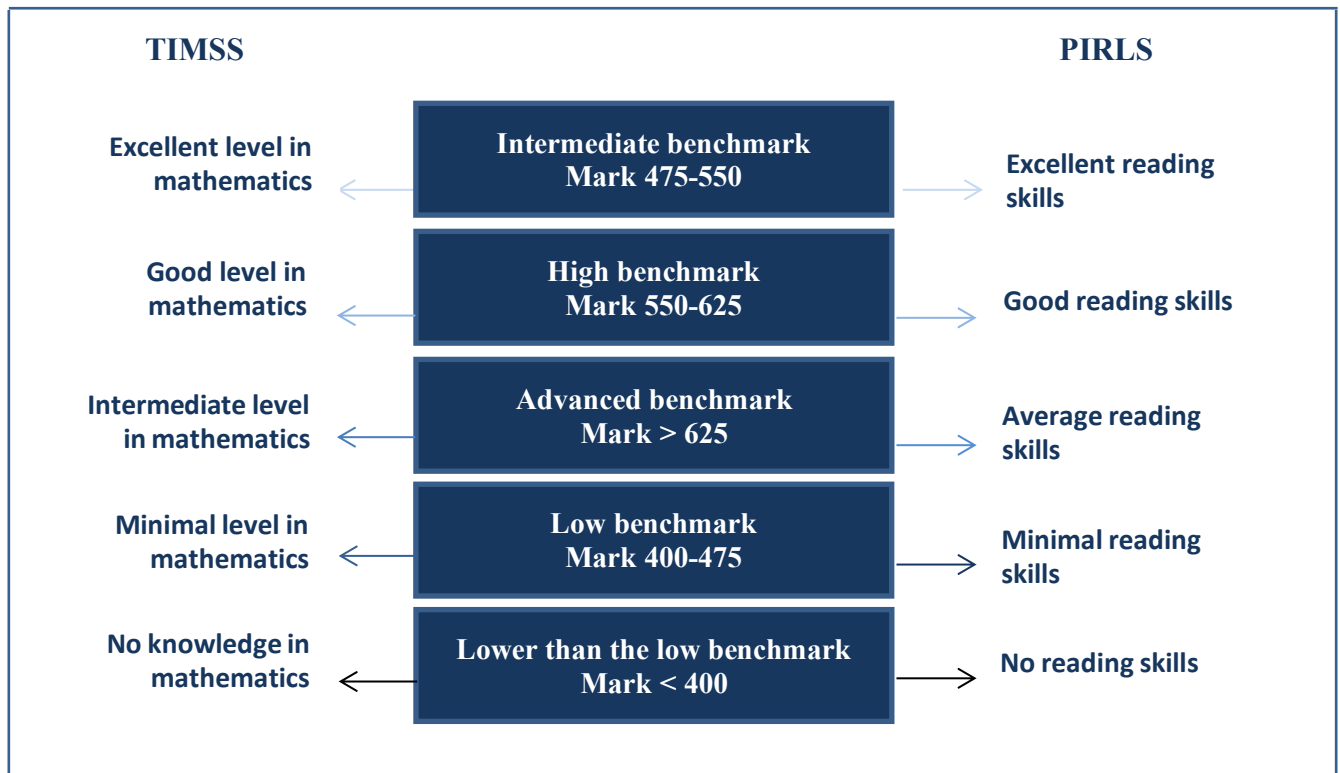 TIMSS
PIRLS
Excellent level in
mathematics
Intermediate benchmark
Mark 475-550
Excellent reading
skills
Good level in
mathematics
High benchmark
Mark 550-625
Good reading skills
Intermediate level
in mathematics
Advanced benchmark
Mark > 625
Average reading
skills
Minimal level in
mathematics
Low benchmark
Mark 400-475
Minimal reading
skills
No knowledge in
mathematics
Lower than the low benchmark
Mark < 400
No reading skills